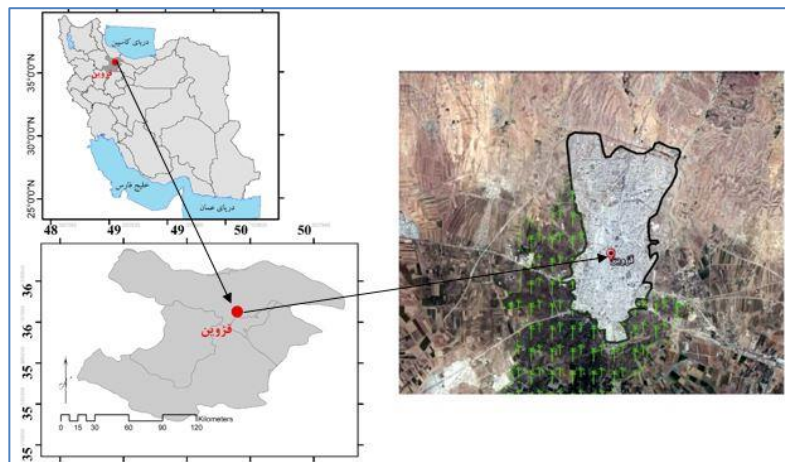 دریای کاسپین
قزوین
35°0'0"N
30°0'0"N
25°0'0"N
خلیج فارس
دریای عمان
48
49
49
50
50
36
36
35
35
35
قزوین
0 15 30 60 90 120
Kilometers
قزوین